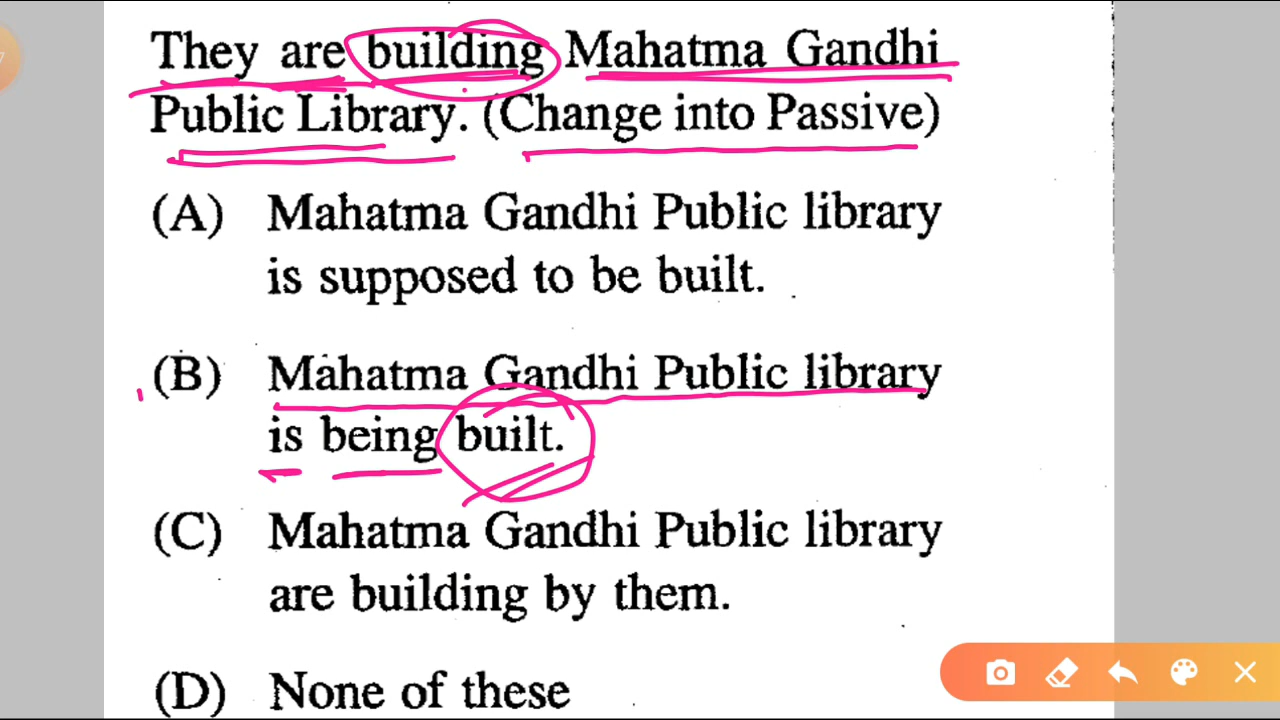 They are building Mahatma Gandhi
Public Library. (Change into Passive)
(A) Mahatma Gandhi Public library
is supposed to be built.
(B) Mahatma Gandhi Public library
is being built.
(C) Mahatma Gandhi Public library
are building by them.
(D) None of these